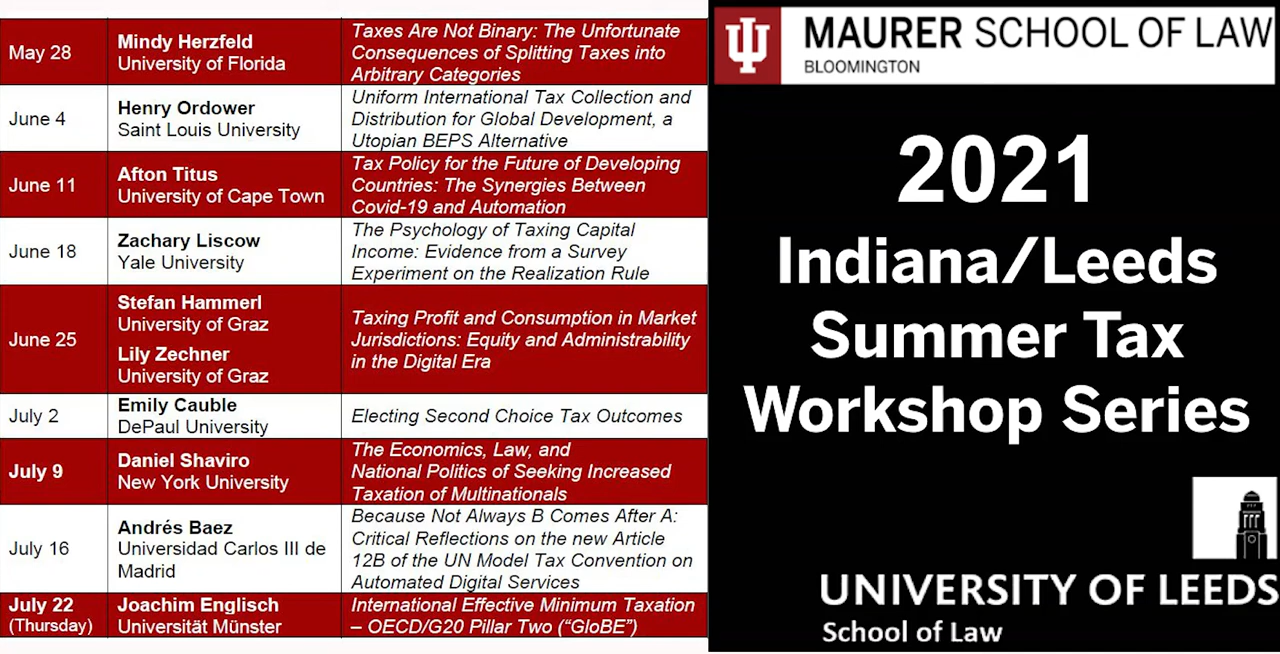 May 28
Mindy Herzfeld
University of Florida
Taxes Are Not Binary: The Unfortunate
Consequences of Splitting Taxes into
Arbitrary Categories
June 4
Henry Ordower
Saint Louis University
Uniform International Tax Collection and
Distribution for Global Development, a
Utopian BEPS Alternative
June 11
Afton Titus
University of Cape Town
Tax Policy for the Future of Developing
Countries: The Synergies Between
Covid-19 and Automation
June 18
Zachary Liscow
Yale University
The Psychology of Taxing Capital
Income: Evidence from a Survey
Experiment on the Realization Rule
June 25
Stefan Hammerl
University of Graz
Lily Zechner
University of Graz
Taxing Profit and Consumption in Market
Jurisdictions: Equity and Administrability
in the Digital Era
July 2
Emily Cauble
DePaul University
Electing Second Choice Tax Outcomes
July 9
Daniel Shaviro
New York University
The Economics, Law, and
National Politics of Seeking Increased
Taxation of Multinationals
July 16
Andrés Baez
Universidad Carlos III de
Madrid
Because Not Always B Comes After A:
Critical Reflections on the new Article
12B of the UN Model Tax Convention on
Automated Digital Services
July 22
(Thursday)
Joachim Englisch
Universität Münster
International Effective Minimum Taxation
– OECD/G20 Pillar Two (“GloBE”)
MAURER SCHOOL OF LAW
BLOOMINGTON
2021
Indiana/Leeds
Summer Tax
Workshop Series
UNIVERSITY OF LEEDS
School of Law